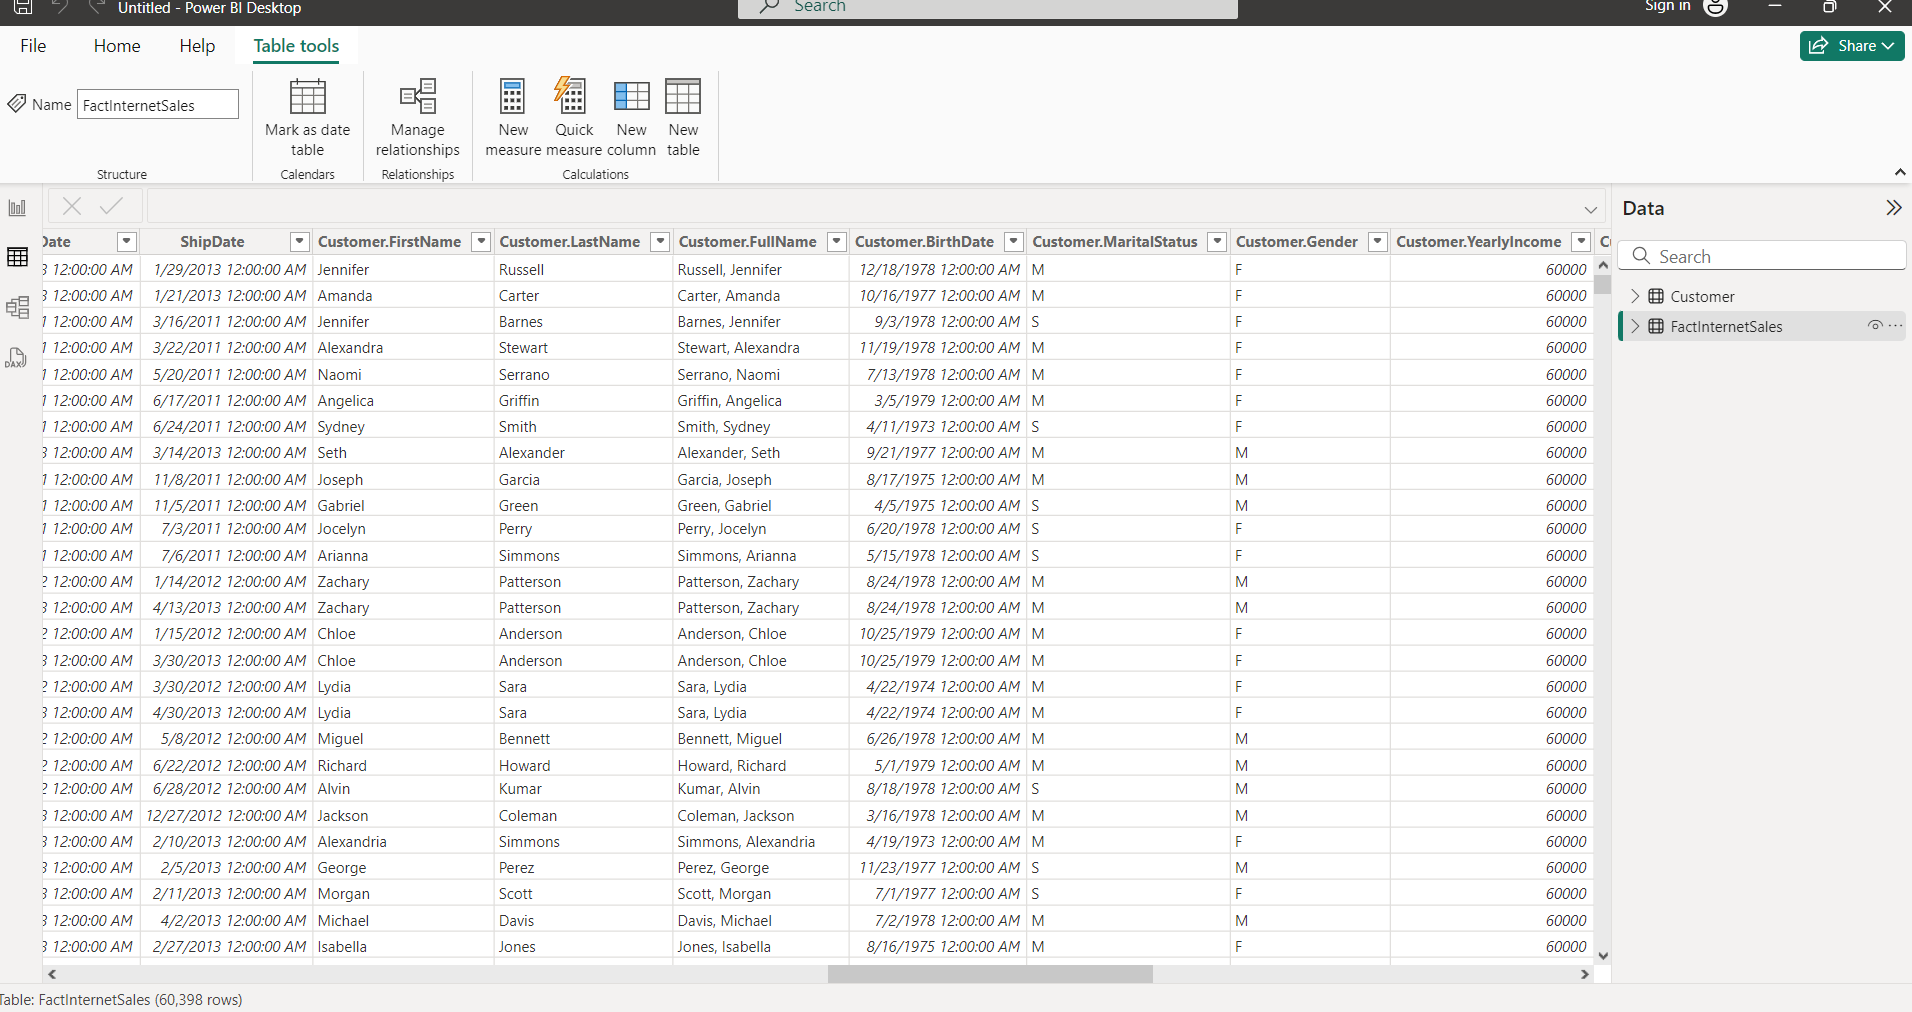 Untitled - Power BI Desktop
Search
Sign in
File Home Help Table tools
Share
Name FactInternetSales
Mark as date table
Manage relationships
New measure
Quick measure
New column
New table
Structure Calendars Relationships Calculations
Date ShipDate Customer.FirstName Customer.LastName Customer.FullName Customer.BirthDate Customer.MaritalStatus Customer.Gender Customer.YearlyIncome
3 12:00:00 AM 1/29/2013 12:00:00 AM Jennifer Russell Russell, Jennifer 12/18/1978 12:00:00 AM M F 60000
3 12:00:00 AM 1/21/2013 12:00:00 AM Amanda Carter Carter, Amanda 10/16/1977 12:00:00 AM M F 60000
1 12:00:00 AM 3/16/2011 12:00:00 AM Jennifer Barnes Barnes, Jennifer 9/3/1978 12:00:00 AM S F 60000
1 12:00:00 AM 3/22/2011 12:00:00 AM Alexandra Stewart Stewart, Alexandra 11/19/1978 12:00:00 AM M F 60000
1 12:00:00 AM 5/20/2011 12:00:00 AM Naomi Serrano Serrano, Naomi 7/13/1978 12:00:00 AM M F 60000
1 12:00:00 AM 6/17/2011 12:00:00 AM Angelica Griffin Griffin, Angelica 3/5/1979 12:00:00 AM M F 60000
1 12:00:00 AM 6/24/2011 12:00:00 AM Sydney Smith Smith, Sydney 4/11/1973 12:00:00 AM S F 60000
3 12:00:00 AM 3/14/2013 12:00:00 AM Seth Alexander Alexander, Seth 9/21/1977 12:00:00 AM M M 60000
1 12:00:00 AM 11/8/2011 12:00:00 AM Joseph Garcia Garcia, Joseph 8/17/1975 12:00:00 AM M M 60000
1 12:00:00 AM 11/5/2011 12:00:00 AM Gabriel Green Green, Gabriel 4/5/1975 12:00:00 AM S M 60000
1 12:00:00 AM 7/3/2011 12:00:00 AM Jocelyn Perry Perry, Jocelyn 6/20/1978 12:00:00 AM S F 60000
1 12:00:00 AM 7/6/2011 12:00:00 AM Arianna Simmons Simmons, Arianna 5/15/1978 12:00:00 AM S F 60000
2 12:00:00 AM 1/14/2012 12:00:00 AM Zachary Patterson Patterson, Zachary 8/24/1978 12:00:00 AM M M 60000
3 12:00:00 AM 4/13/2013 12:00:00 AM Zachary Patterson Patterson, Zachary 8/24/1978 12:00:00 AM M M 60000
2 12:00:00 AM 1/15/2012 12:00:00 AM Chloe Anderson Anderson, Chloe 10/25/1979 12:00:00 AM M F 60000
3 12:00:00 AM 3/30/2013 12:00:00 AM Chloe Anderson Anderson, Chloe 10/25/1979 12:00:00 AM M F 60000
2 12:00:00 AM 3/30/2012 12:00:00 AM Lydia Sara Sara, Lydia 4/22/1974 12:00:00 AM M F 60000
3 12:00:00 AM 4/30/2013 12:00:00 AM Lydia Sara Sara, Lydia 4/22/1974 12:00:00 AM M F 60000
2 12:00:00 AM 5/8/2012 12:00:00 AM Miguel Bennett Bennett, Miguel 6/26/1978 12:00:00 AM M M 60000
2 12:00:00 AM 6/22/2012 12:00:00 AM Richard Howard Howard, Richard 5/1/1979 12:00:00 AM M M 60000
2 12:00:00 AM 6/28/2012 12:00:00 AM Alvin Kumar Kumar, Alvin 8/18/1978 12:00:00 AM S M 60000
3 12:00:00 AM 12/27/2012 12:00:00 AM Jackson Coleman Coleman, Jackson 3/16/1978 12:00:00 AM M M 60000
3 12:00:00 AM 2/10/2013 12:00:00 AM Alexandria Simmons Simmons, Alexandria 4/19/1973 12:00:00 AM M F 60000
3 12:00:00 AM 2/5/2013 12:00:00 AM George Perez Perez, George 11/23/1977 12:00:00 AM S M 60000
3 12:00:00 AM 2/11/2013 12:00:00 AM Morgan Scott Scott, Morgan 7/1/1977 12:00:00 AM S F 60000
3 12:00:00 AM 4/2/2013 12:00:00 AM Michael Davis Davis, Michael 7/2/1978 12:00:00 AM M M 60000
3 12:00:00 AM 2/27/2013 12:00:00 AM Isabella Jones Jones, Isabella 8/16/1975 12:00:00 AM M F 60000
DAX
Data
Search
Customer
FactInternetSales
Table: FactInternetSales (60,398 rows)